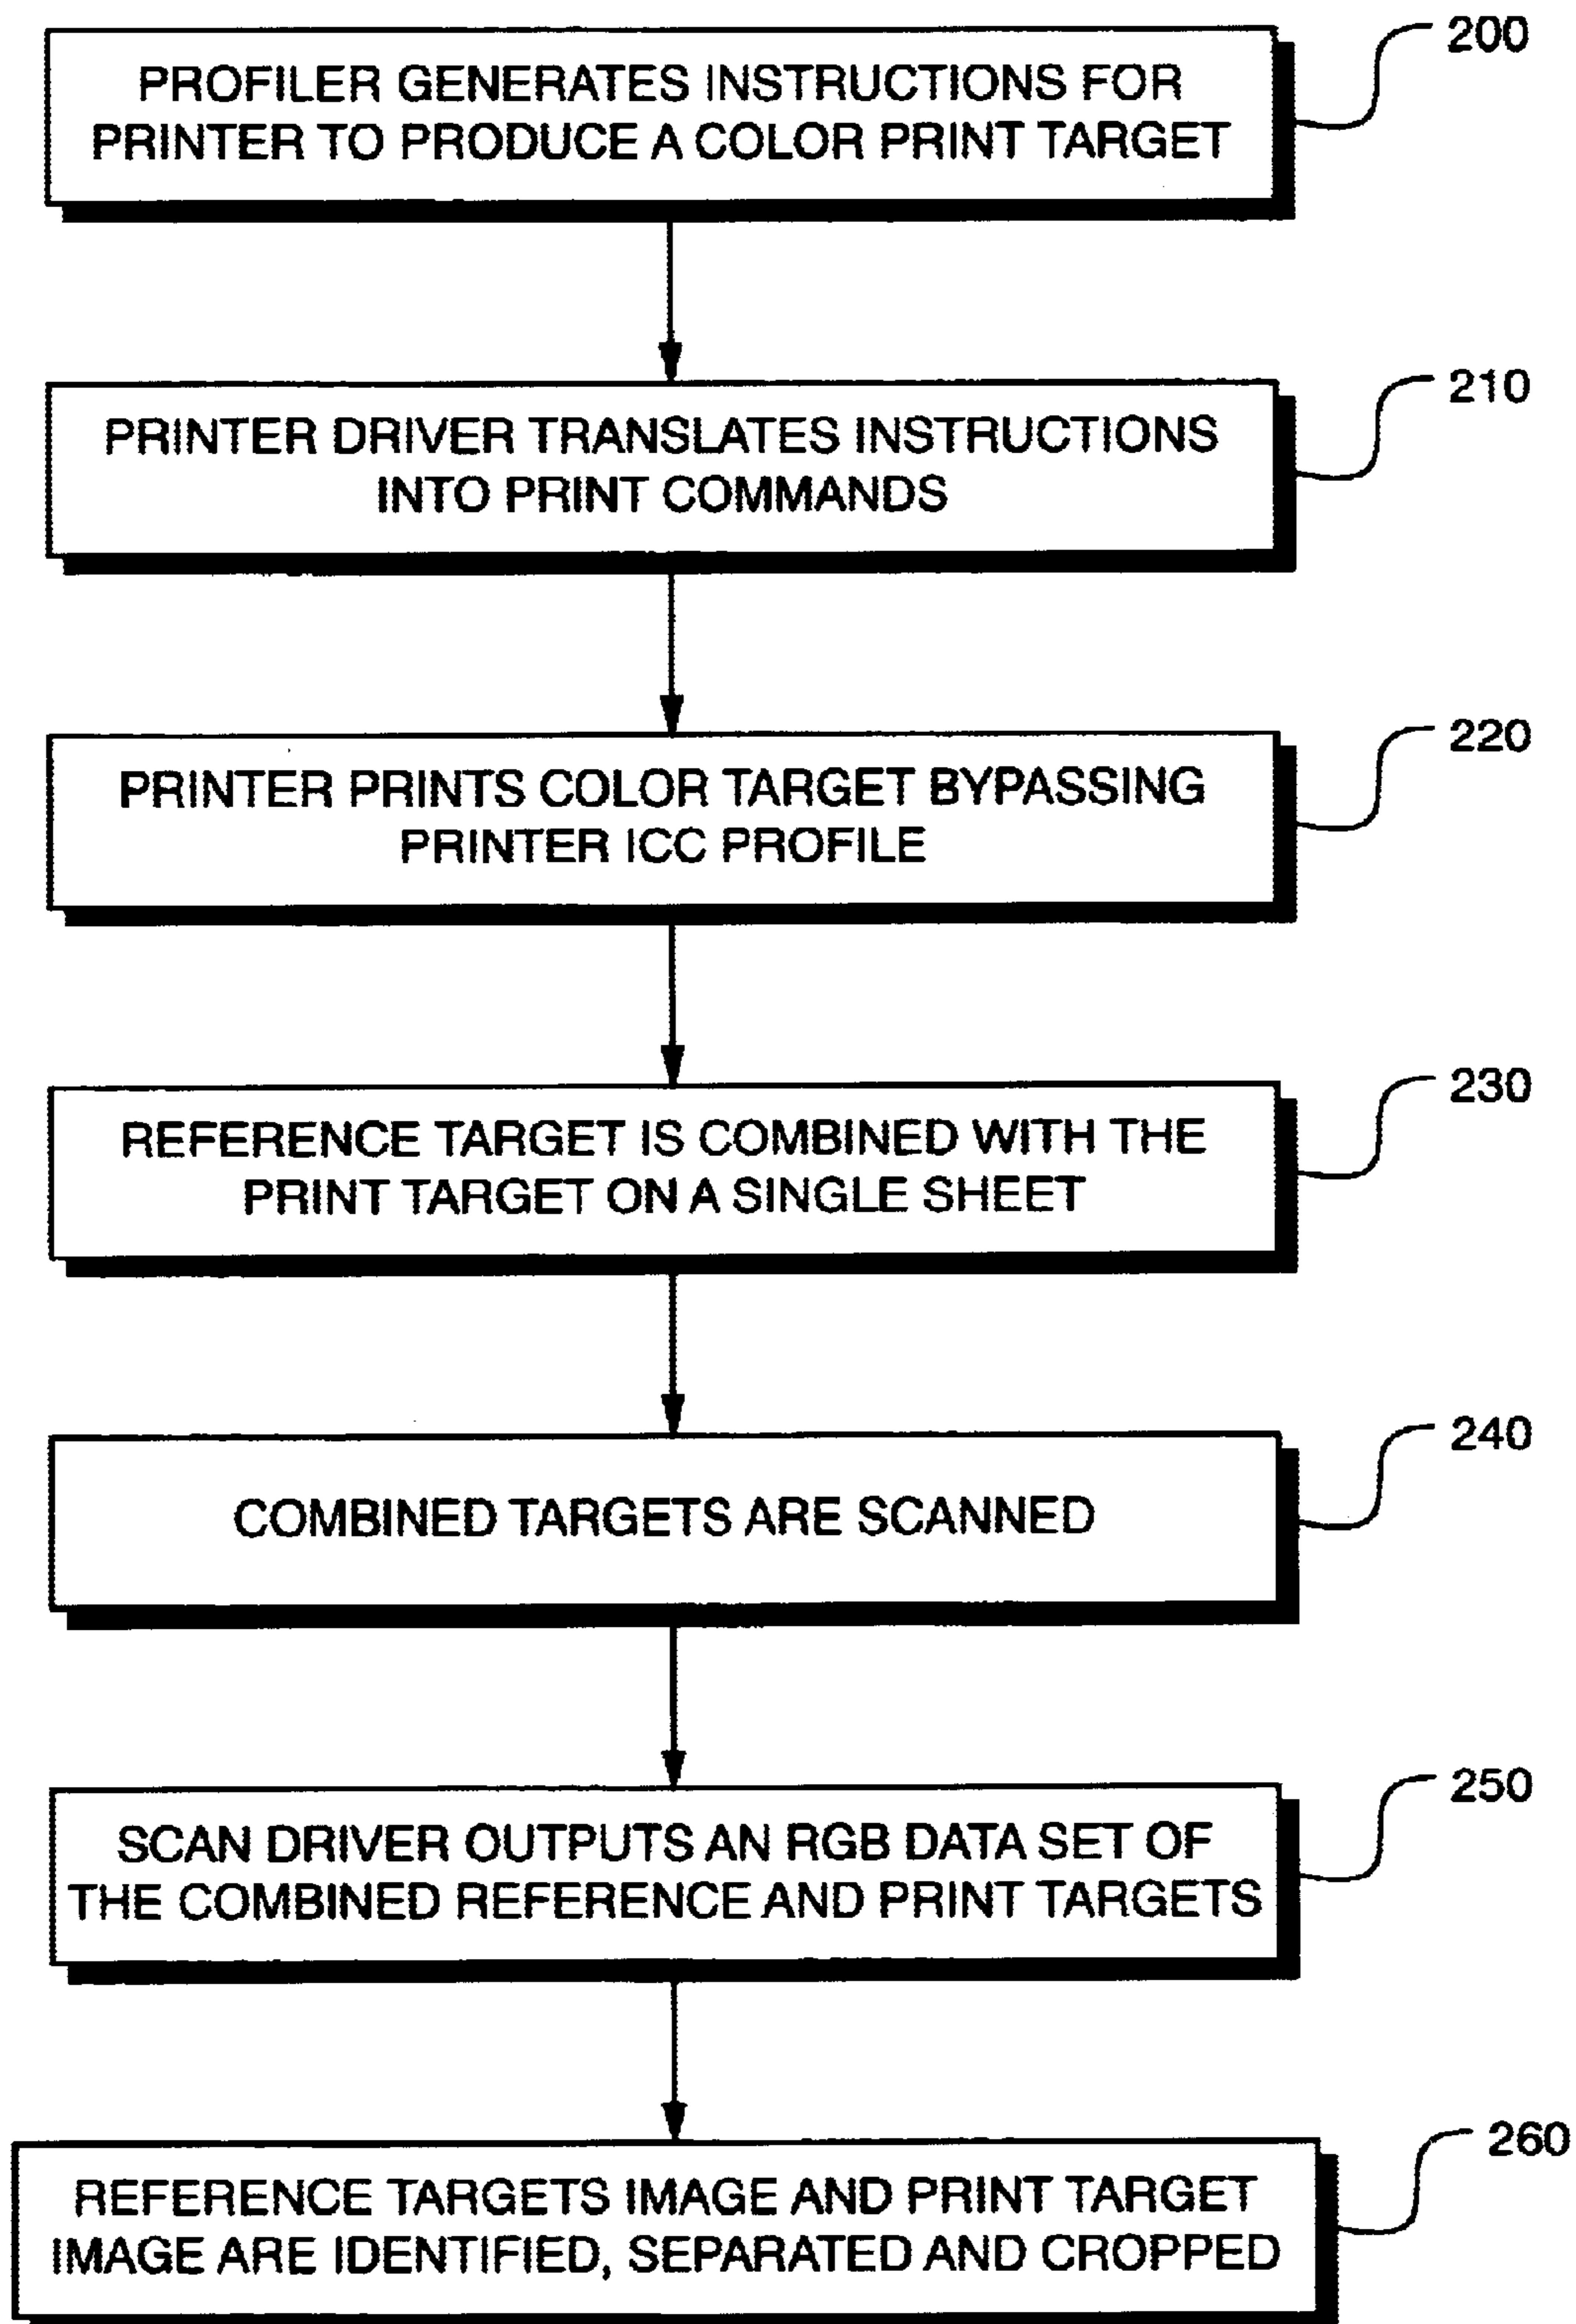 200
PROFILER GENERATES INSTRUCTIONS FOR
PRINTER TO PRODUCE A COLOR PRINT TARGET
210
PRINTER DRIVER TRANSLATES INSTRUCTIONS
INTO PRINT COMMANDS
220
PRINTER PRINTS COLOR TARGET BYPASSING
PRINTER ICC PROFILE
230
REFERENCE TARGET IS COMBINED WITH THE
PRINT TARGET ON A SINGLE SHEET
240
COMBINED TARGETS ARE SCANNED
250
SCAN DRIVER OUTPUTS AN RGB DATA SET OF
THE COMBINED REFERENCE AND PRINT TARGETS
260
REFERENCE TARGETS IMAGE AND PRINT TARGET
IMAGE ARE IDENTIFIED, SEPARATED AND CROPPED